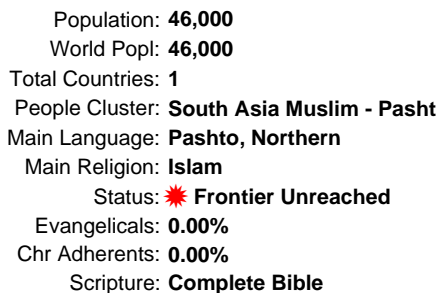 Population: 46,000
World Popl: 46,000
Total Countries: 1
People Cluster: South Asia Muslim - Pasht
Main Language: Pashto, Northern
Main Religion: Islam
Status: Frontier Unreached
Evangelicals: 0.00%
Chr Adherents: 0.00%
Scripture: Complete Bible